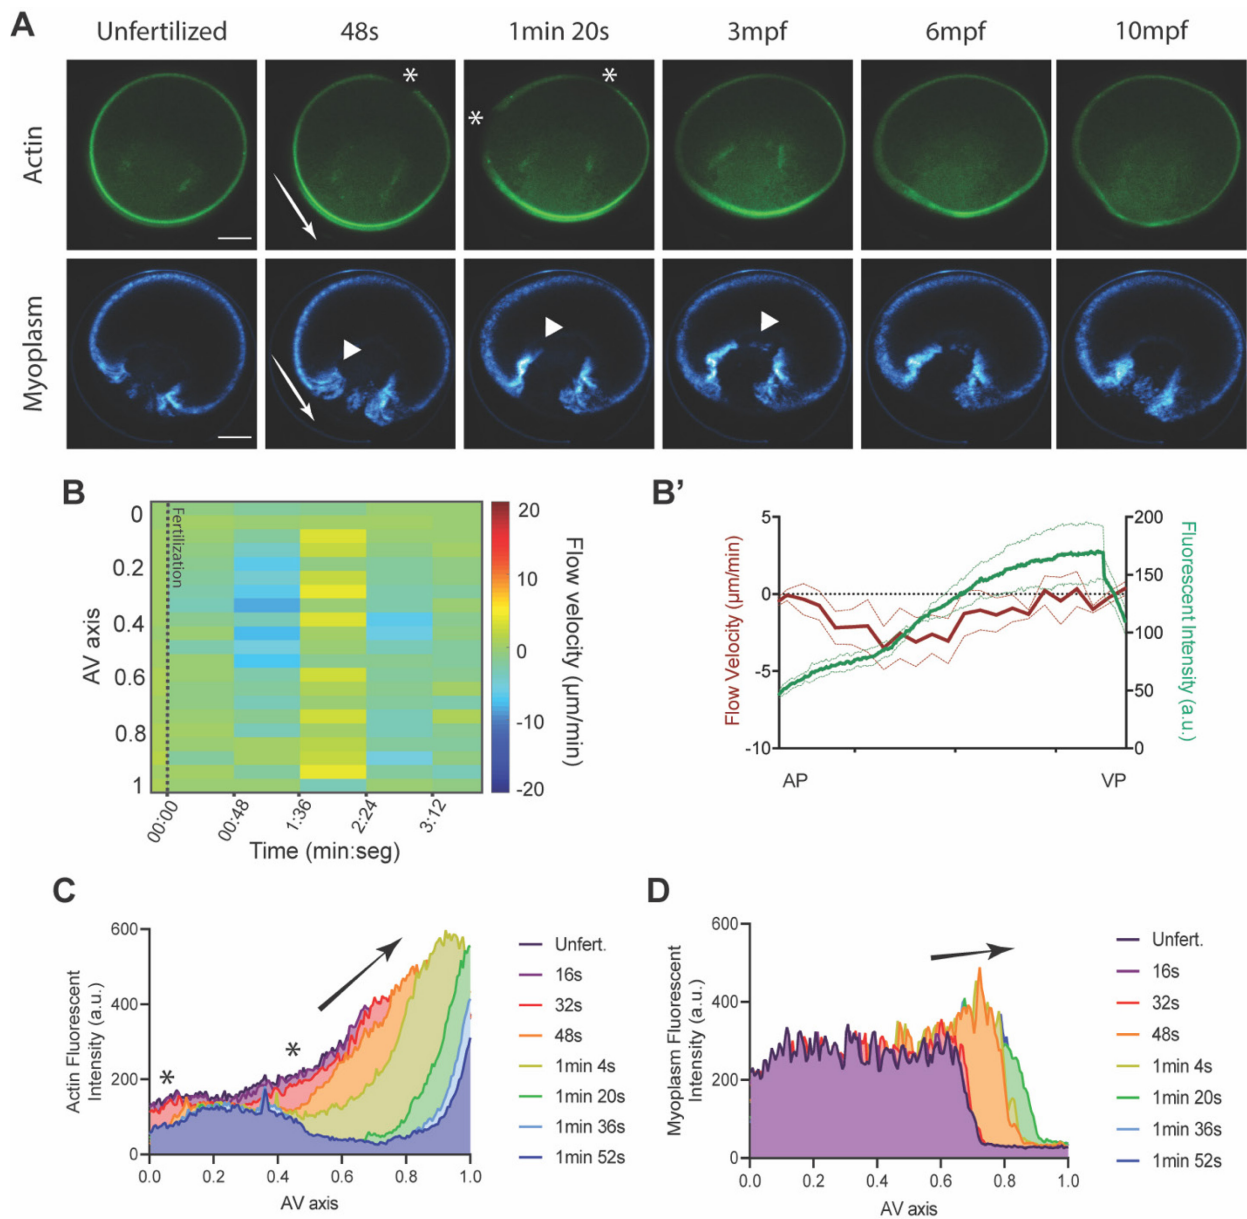 A
Unfertilized 48s 1min 20s 3mpf 6mpf 10mpf
Actin
* * *
Myoplasm
B
AV axis
0
0.2
0.4
0.6
0.8
1
Fertilization
00:00 00:48 1:36 2:24 3:12
Time (min:seg)
20
10
0
-10
-20
Flow velocity (µm/min)
B’
Flow Velocity (µm/min)
5
0
-5
-10
200
150
100
50
0
Fluorescent Intensity (a.u.)
AP VP
C
Actin Fluorescent
Intensity (a.u.)
600
400
200
0
* *
0.0 0.2 0.4 0.6 0.8 1.0
AV axis
Unfert.
16s
32s
48s
1min 4s
1min 20s
1min 36s
1min 52s
D
Myoplasm Fluorescent
Intensity (a.u.)
600
400
200
0
0.0 0.2 0.4 0.6 0.8 1.0
AV axis
Unfert.
16s
32s
48s
1min 4s
1min 20s
1min 36s
1min 52s